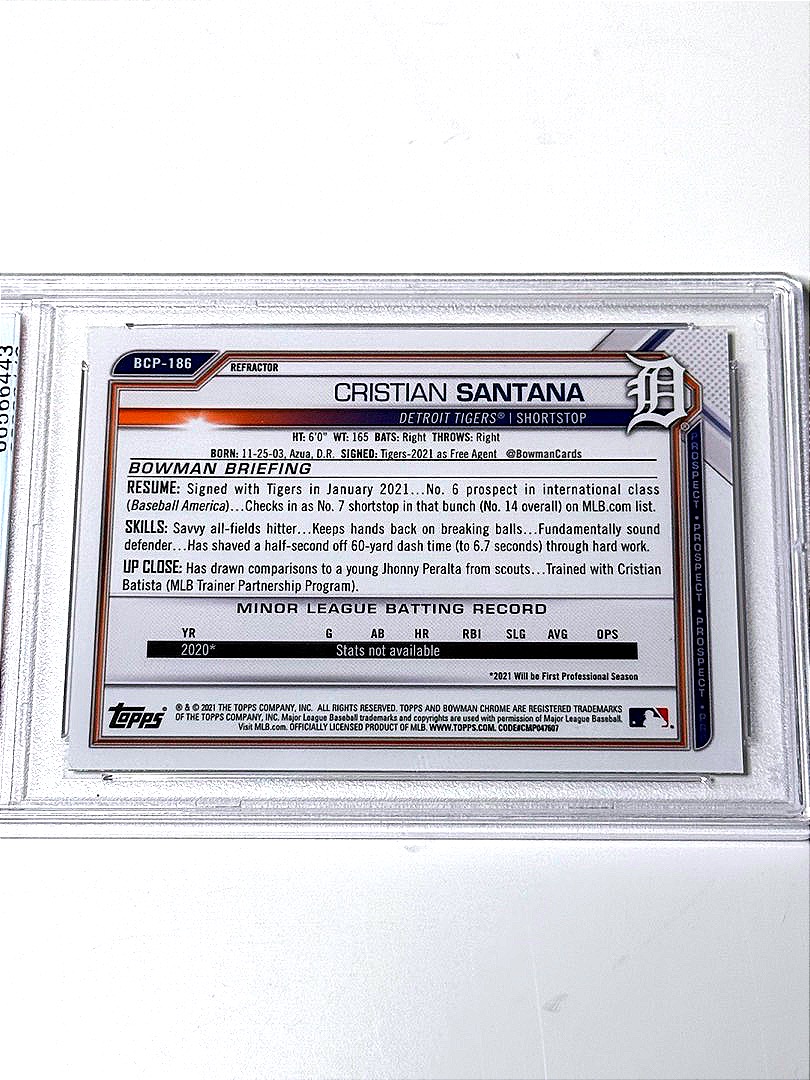 BCP-186
REFRACTOR
CRISTIAN SANTANA
DETROIT TIGERS® | SHORTSTOP
HT: 6'0" WT: 165 BATS: Right THROWS: Right
BORN: 11-25-03, Azua, D.R. SIGNED: Tigers-2021 as Free Agent @BowmanCards
BOWMAN BRIEFING
RESUME: Signed with Tigers in January 2021...No. 6 prospect in international class
(Baseball America)...Checks in as No. 7 shortstop in that bunch (No. 14 overall) on MLB.com list.
SKILLS: Savvy all-fields hitter...Keeps hands back on breaking balls...Fundamentally sound
defender...Has shaved a half-second off 60-yard dash time (to 6.7 seconds) through hard work.
UP CLOSE: Has drawn comparisons to a young Jhonny Peralta from scouts...Trained with Cristian
Batista (MLB Trainer Partnership Program).
MINOR LEAGUE BATTING RECORD
YR G AB HR RBI SLG AVG OPS
2020* Stats not available
*2021 Will be First Professional Season
Topps® ® & © 2021 THE TOPPS COMPANY, INC. ALL RIGHTS RESERVED. TOPPS AND BOWMAN CHROME ARE REGISTERED TRADEMARKS
OF THE TOPPS COMPANY, INC. Major League Baseball trademarks and copyrights are used with permission of Major League Baseball.
Visit MLB.com. OFFICIALLY LICENSED PRODUCT OF MLB. WWW.TOPPS.COM. CODE#CMP047607
D
PROSPECT • PROSPECT • PROSPECT • PR